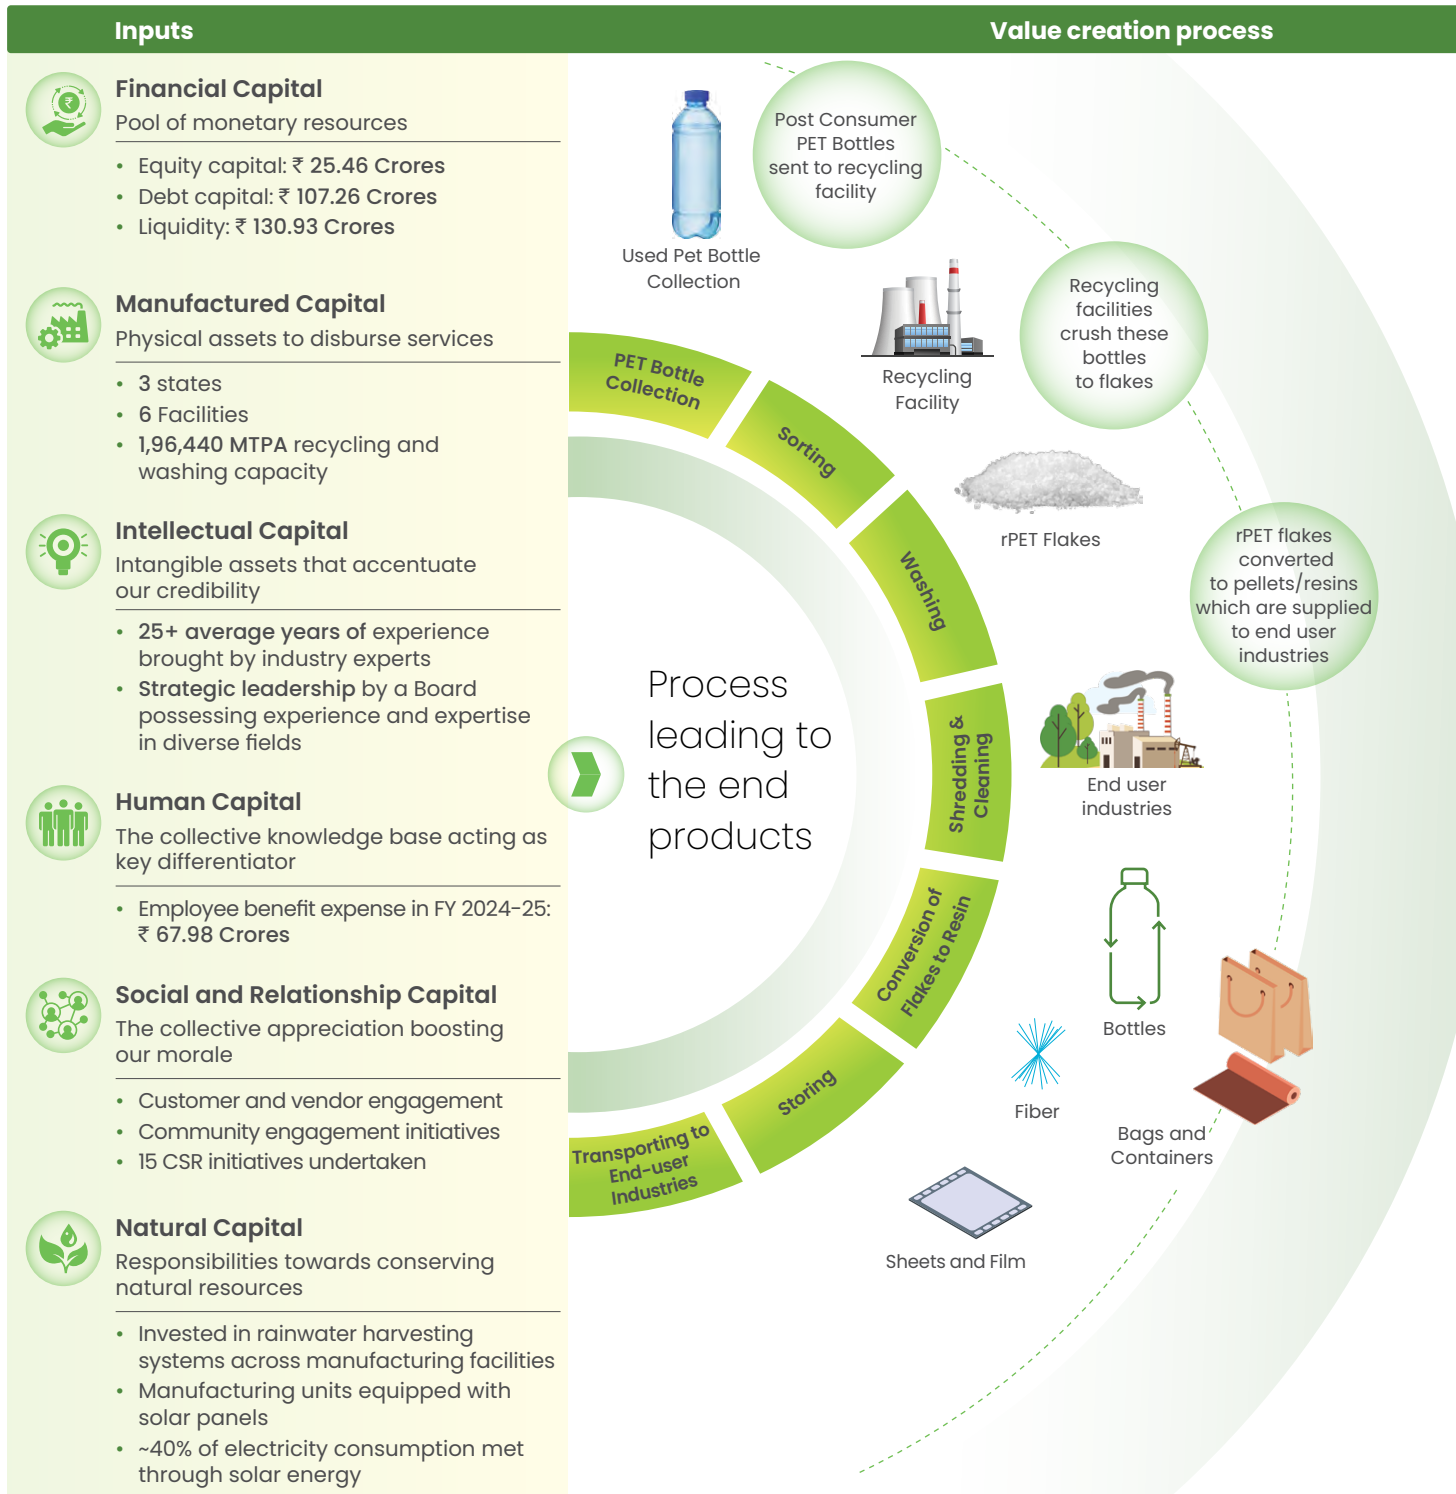 Inputs
Value creation process
Financial Capital
Pool of monetary resources
• Equity capital: ₹ 25.46 Crores
• Debt capital: ₹ 107.26 Crores
• Liquidity: ₹ 130.93 Crores
Manufactured Capital
Physical assets to disburse services
• 3 states
• 6 Facilities
• 1,96,440 MTPA recycling and
washing capacity
Intellectual Capital
Intangible assets that accentuate
our credibility
• 25+ average years of experience
brought by industry experts
• Strategic leadership by a Board
possessing experience and expertise
in diverse fields
Human Capital
The collective knowledge base acting as
key differentiator
• Employee benefit expense in FY 2024-25:
₹ 67.98 Crores
Social and Relationship Capital
The collective appreciation boosting
our morale
• Customer and vendor engagement
• Community engagement initiatives
• 15 CSR initiatives undertaken
Natural Capital
Responsibilities towards conserving
natural resources
• Invested in rainwater harvesting
systems across manufacturing facilities
• Manufacturing units equipped with
solar panels
• ~40% of electricity consumption met
through solar energy
Process
leading to
the end
products
PET Bottle
Collection
Sorting
Washing
Shredding &
Cleaning
Conversion of
Flakes to Resin
Storing
Transporting to
End-user
Industries
Used Pet Bottle
Collection
Post Consumer
PET Bottles
sent to recycling
facility
Recycling
Facility
Recycling
facilities
crush these
bottles
to flakes
rPET Flakes
rPET flakes
converted
to pellets/resins
which are supplied
to end user
industries
End user
industries
Bottles
Fiber
Bags and
Containers
Sheets and Film